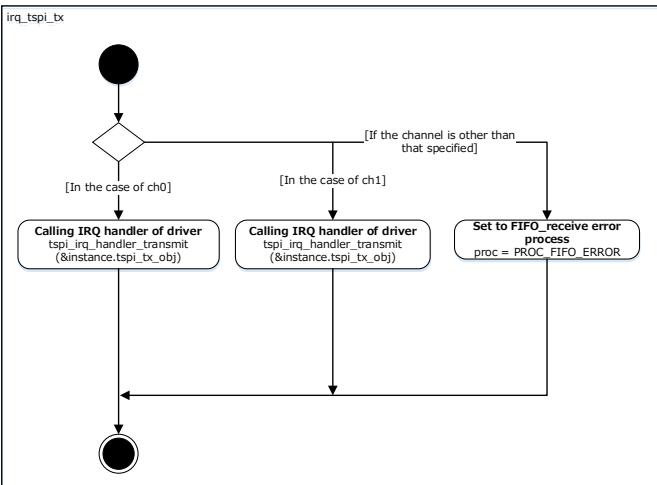 irq_tspi_tx
[If the channel is other than
that specified]
[In the case of ch0]
[In the case of ch1]
Calling IRQ handler of driver
tspi_irq_handler_transmit
(&instance.tspi_tx_obj)
Calling IRQ handler of driver
tspi_irq_handler_transmit
(&instance.tspi_tx_obj)
Set to FIFO_receive error
process
proc = PROC_FIFO_ERROR